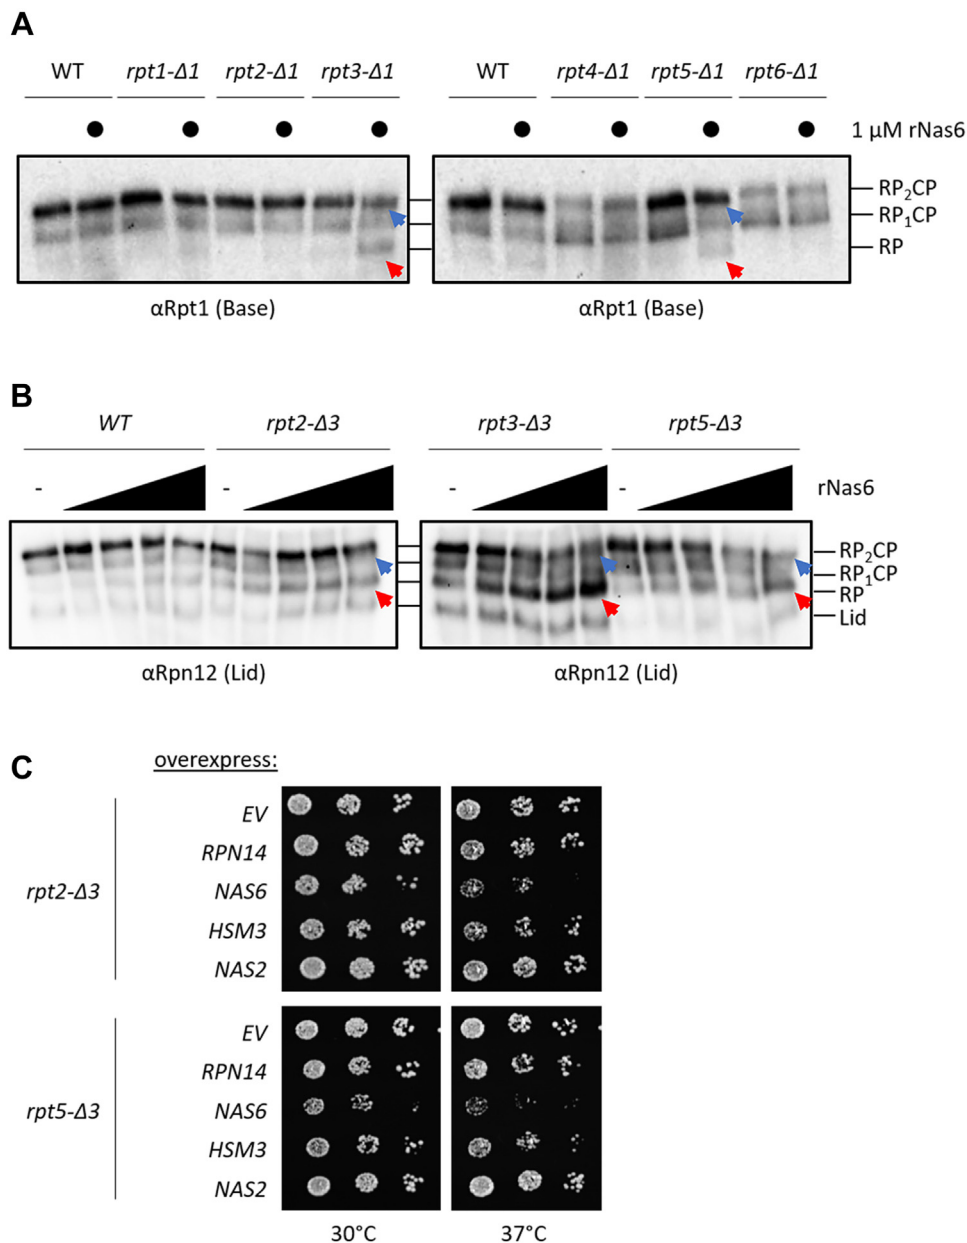 A
WT rpt1-Δ1 rpt2-Δ1 rpt3-Δ1 WT rpt4-Δ1 rpt5-Δ1 rpt6-Δ1
1 µM rNas6
RP2CP
RP1CP
RP
αRpt1 (Base) αRpt1 (Base)
B
WT rpt2-Δ3 rpt3-Δ3 rpt5-Δ3
- - - - rNas6
RP2CP
RP1CP
RP
Lid
αRpn12 (Lid) αRpn12 (Lid)
C
overexpress:
EV
RPN14
rpt2-Δ3 NAS6
HSM3
NAS2
EV
RPN14
rpt5-Δ3 NAS6
HSM3
NAS2
30°C 37°C